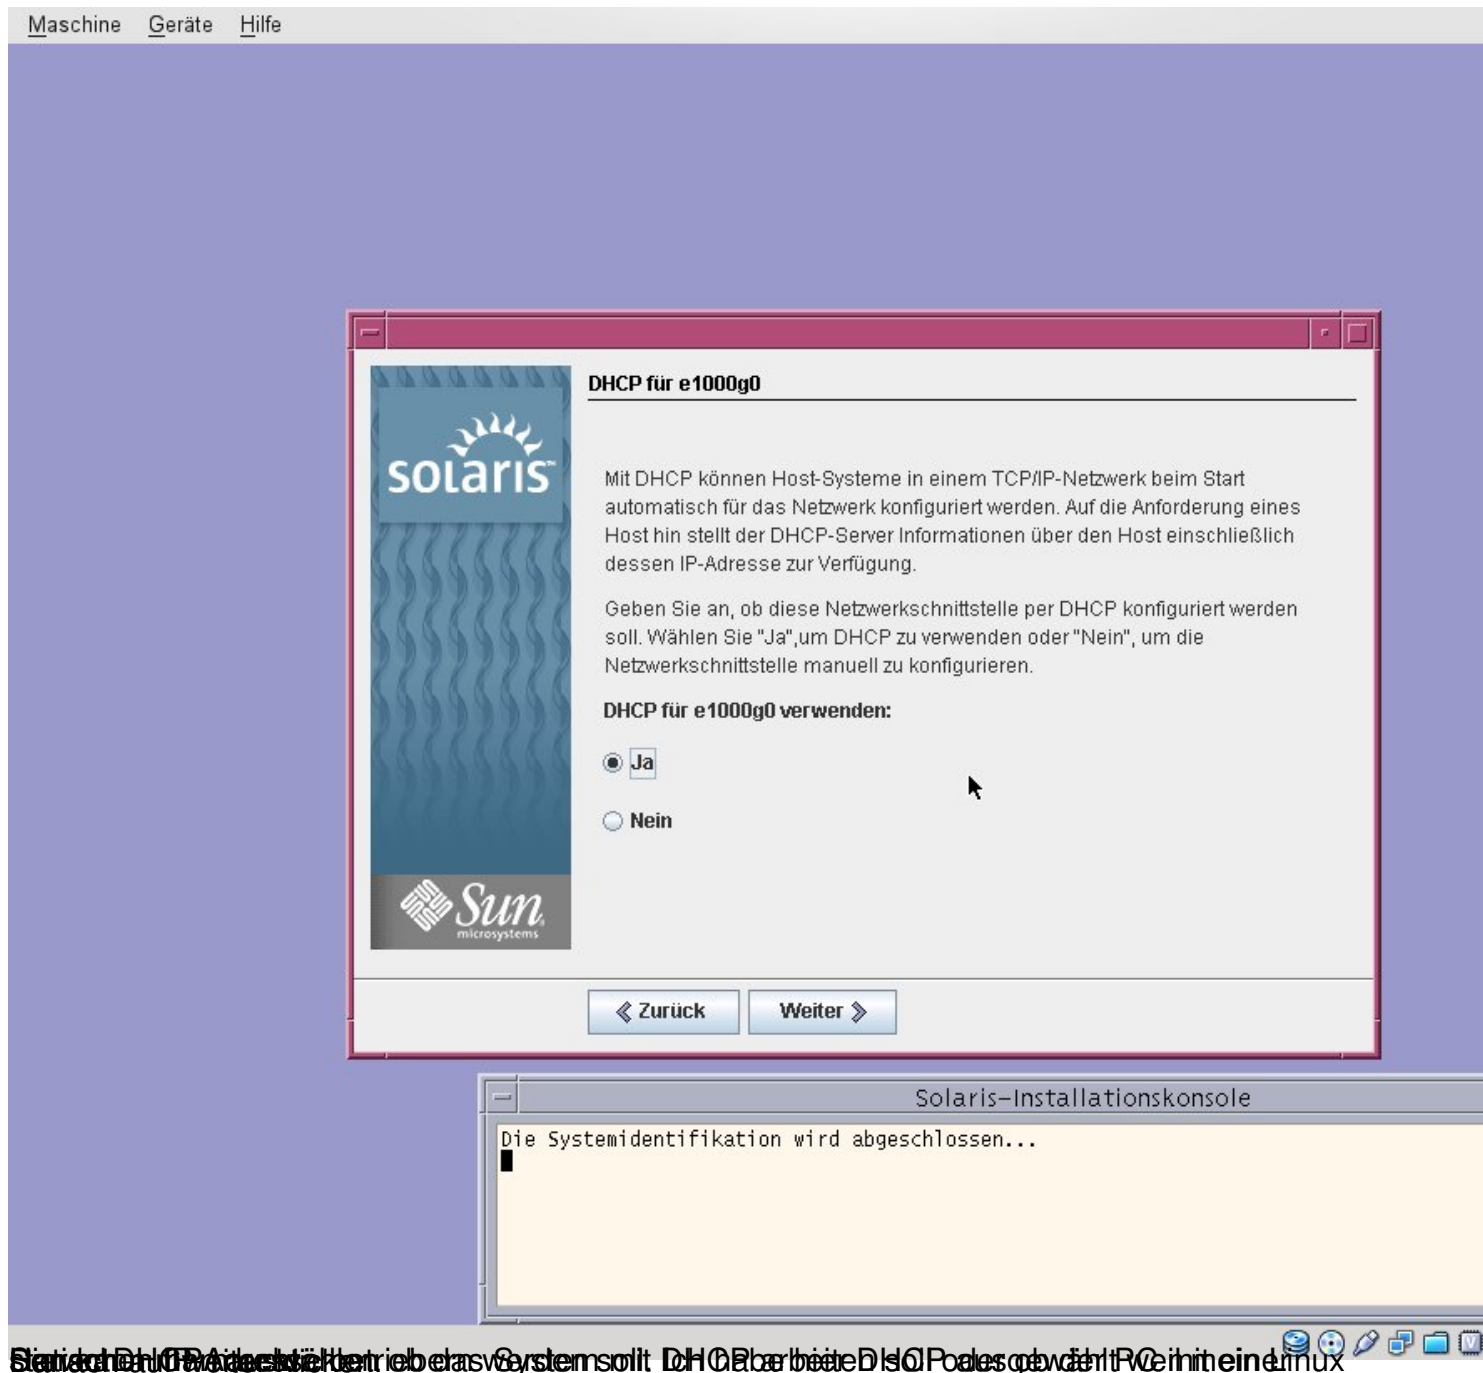 Maschine Geräte Hilfe
DHCP für e1000g0
solaris™
Mit DHCP können Host-Systeme in einem TCP/IP-Netzwerk beim Start
automatisch für das Netzwerk konfiguriert werden. Auf die Anforderung eines
Host hin stellt der DHCP-Server Informationen über den Host einschließlich
dessen IP-Adresse zur Verfügung.
Geben Sie an, ob diese Netzwerkschnittstelle per DHCP konfiguriert werden
soll. Wählen Sie "Ja",um DHCP zu verwenden oder "Nein", um die
Netzwerkschnittstelle manuell zu konfigurieren.
DHCP für e1000g0 verwenden:
Ja
Nein
Sun
microsystems
Zurück Weiter
Solaris-Installationskonsole
Die Systemidentifikation wird abgeschlossen...